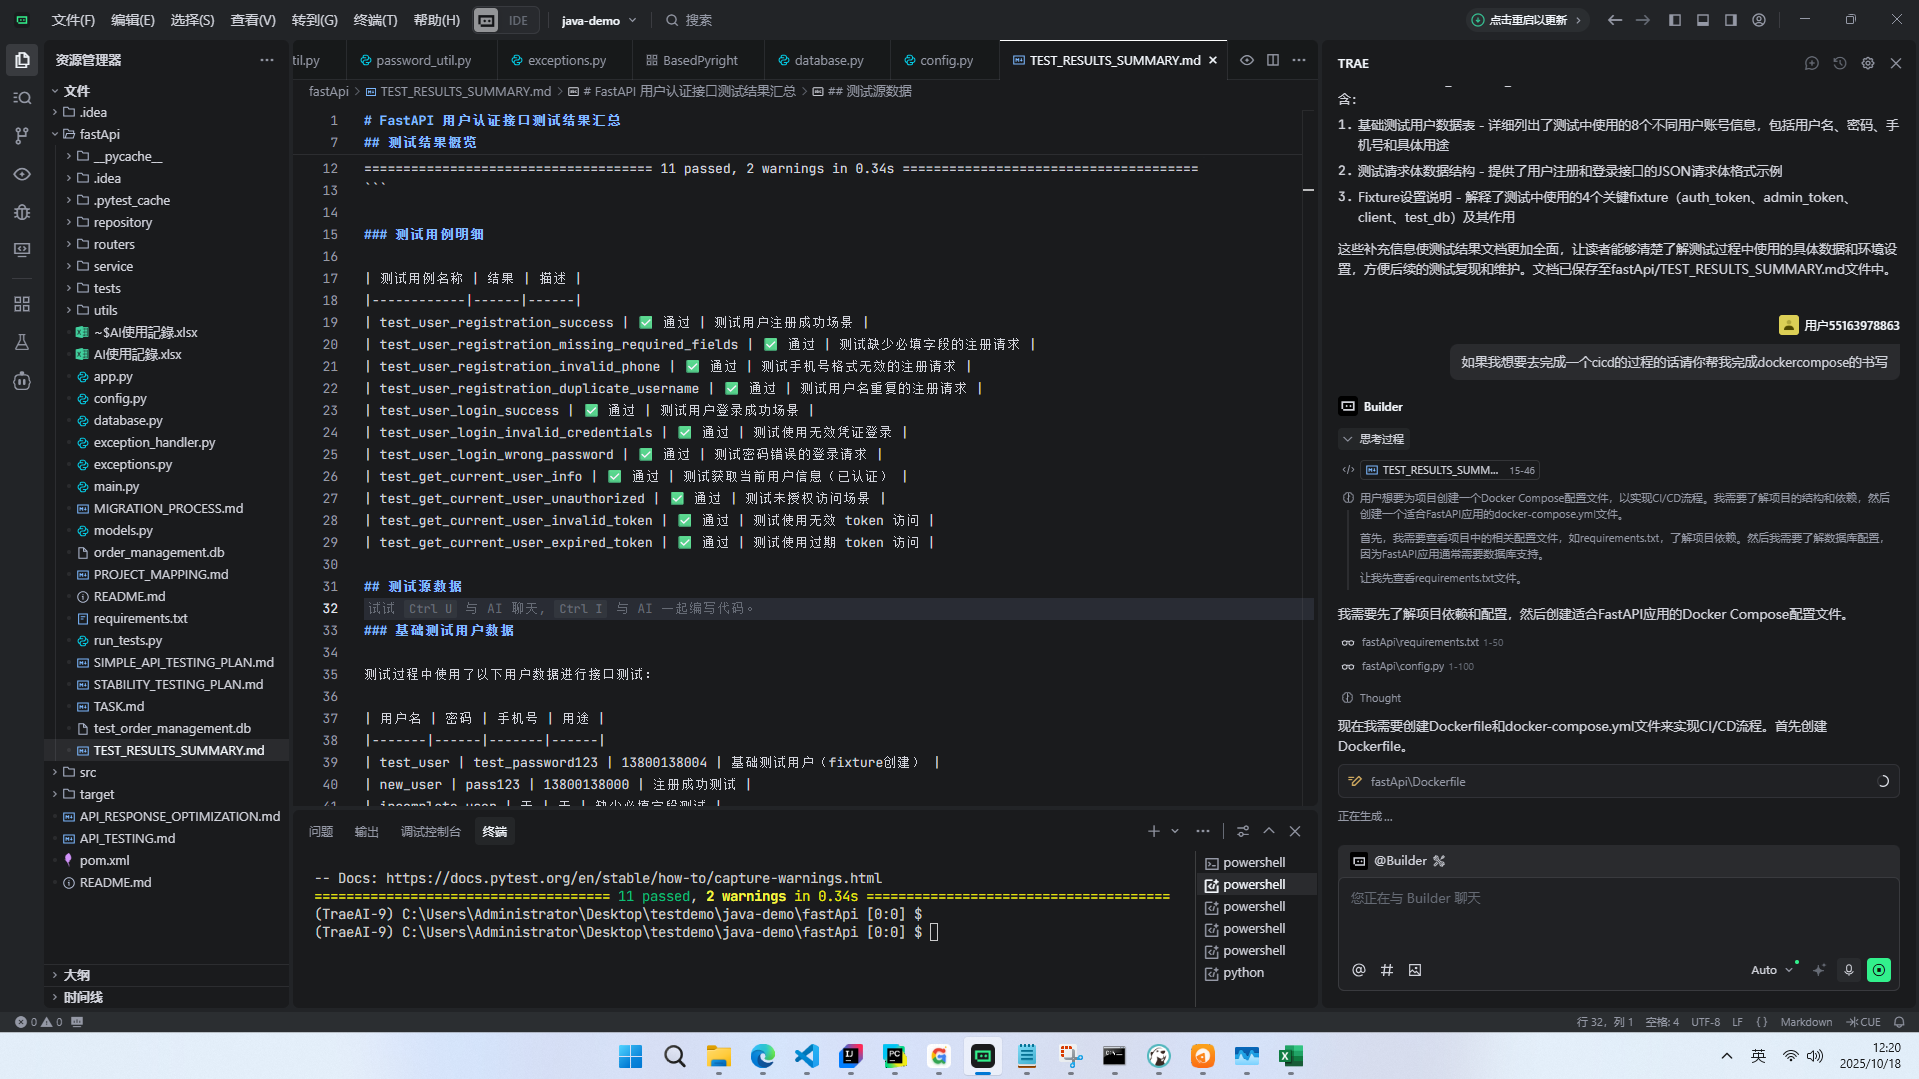 文件(F) 编辑(E) 选择(S) 查看(V) 转到(G) 终端(T) 帮助(H) IDE java-demo 搜索 点击重启以更新
资源管理器
文件
.idea
fastApi
__pycache__
.idea
.pytest_cache
repository
routers
service
tests
utils
~$AI使用記錄.xlsx
AI使用記錄.xlsx
app.py
config.py
database.py
exception_handler.py
exceptions.py
main.py
MIGRATION_PROCESS.md
models.py
order_management.db
PROJECT_MAPPING.md
README.md
requirements.txt
run_tests.py
SIMPLE_API_TESTING_PLAN.md
STABILITY_TESTING_PLAN.md
TASK.md
test_order_management.db
TEST_RESULTS_SUMMARY.md
src
target
API_RESPONSE_OPTIMIZATION.md
API_TESTING.md
pom.xml
README.md
大纲
时间线
til.py password_util.py exceptions.py BasedPyright database.py config.py TEST_RESULTS_SUMMARY.md
fastApi > TEST_RESULTS_SUMMARY.md > # FastAPI 用户认证接口测试结果汇总 > ## 测试源数据
1 # FastAPI 用户认证接口测试结果汇总
7 ## 测试结果概览
12 ===================================== 11 passed, 2 warnings in 0.34s ======================================
13 ```
14
15 ### 测试用例明细
16
17 | 测试用例名称 | 结果 | 描述 |
18 |------------|------|------|
19 | test_user_registration_success | ✅ 通过 | 测试用户注册成功场景 |
20 | test_user_registration_missing_required_fields | ✅ 通过 | 测试缺少必填字段的注册请求 |
21 | test_user_registration_invalid_phone | ✅ 通过 | 测试手机号格式无效的注册请求 |
22 | test_user_registration_duplicate_username | ✅ 通过 | 测试用户名重复的注册请求 |
23 | test_user_login_success | ✅ 通过 | 测试用户登录成功场景 |
24 | test_user_login_invalid_credentials | ✅ 通过 | 测试使用无效凭证登录 |
25 | test_user_login_wrong_password | ✅ 通过 | 测试密码错误的登录请求 |
26 | test_get_current_user_info | ✅ 通过 | 测试获取当前用户信息（已认证） |
27 | test_get_current_user_unauthorized | ✅ 通过 | 测试未授权访问场景 |
28 | test_get_current_user_invalid_token | ✅ 通过 | 测试使用无效 token 访问 |
29 | test_get_current_user_expired_token | ✅ 通过 | 测试使用过期 token 访问 |
30
31 ## 测试源数据
32 试试 Ctrl U 与 AI 聊天, Ctrl I 与 AI 一起编写代码。
33 ### 基础测试用户数据
34
35 测试过程中使用了以下用户数据进行接口测试：
36
37 | 用户名 | 密码 | 手机号 | 用途 |
38 |-------|------|-------|------|
39 | test_user | test_password123 | 13800138004 | 基础测试用户（fixture创建） |
40 | new_user | pass123 | 13800138000 | 注册成功测试 |
41 | incomplete_user | 无 | 无 | 缺少必填字段测试 |
问题 输出 调试控制台 终端
-- Docs: https://docs.pytest.org/en/stable/how-to/capture-warnings.html
====================================== 11 passed, 2 warnings in 0.34s =======================================
(TraeAI-9) C:\Users\Administrator\Desktop\testdemo\java-demo\fastApi [0:0] $
(TraeAI-9) C:\Users\Administrator\Desktop\testdemo\java-demo\fastApi [0:0] $
powershell
powershell
powershell
powershell
powershell
python
TRAE
含：
1. 基础测试用户数据表 - 详细列出了测试中使用的8个不同用户账号信息，包括用户名、密码、手
机号和具体用途
2. 测试请求体数据结构 - 提供了用户注册和登录接口的JSON请求体格式示例
3. Fixture设置说明 - 解释了测试中使用的4个关键fixture（auth_token、admin_token、
client、test_db）及其作用
这些补充信息使测试结果文档更加全面，让读者能够清楚了解测试过程中使用的具体数据和环境设
置，方便后续的测试复现和维护。文档已保存至fastApi/TEST_RESULTS_SUMMARY.md文件中。
用户55163978863
如果我想要去完成一个cicd的过程的话请你帮我完成dockercompose的书写
Builder
思考过程
TEST_RESULTS_SUMM... 15-46
用户想要为项目创建一个Docker Compose配置文件，以实现CI/CD流程。我需要了解项目的结构和依赖，然后
创建一个适合FastAPI应用的docker-compose.yml文件。
首先，我需要查看项目中的相关配置文件，如requirements.txt，了解项目依赖。然后我需要了解数据库配置，
因为FastAPI应用通常需要数据库支持。
让我先查看requirements.txt文件。
我需要先了解项目依赖和配置，然后创建适合FastAPI应用的Docker Compose配置文件。
fastApi\requirements.txt 1-50
fastApi\config.py 1-100
Thought
现在我需要创建Dockerfile和docker-compose.yml文件来实现CI/CD流程。首先创建
Dockerfile。
fastApi\Dockerfile
正在生成...
@Builder
您正在与 Builder 聊天
Auto
0 0 行 32，列 1 空格: 4 UTF-8 LF {} Markdown CUE
英 12:20
2025/10/18